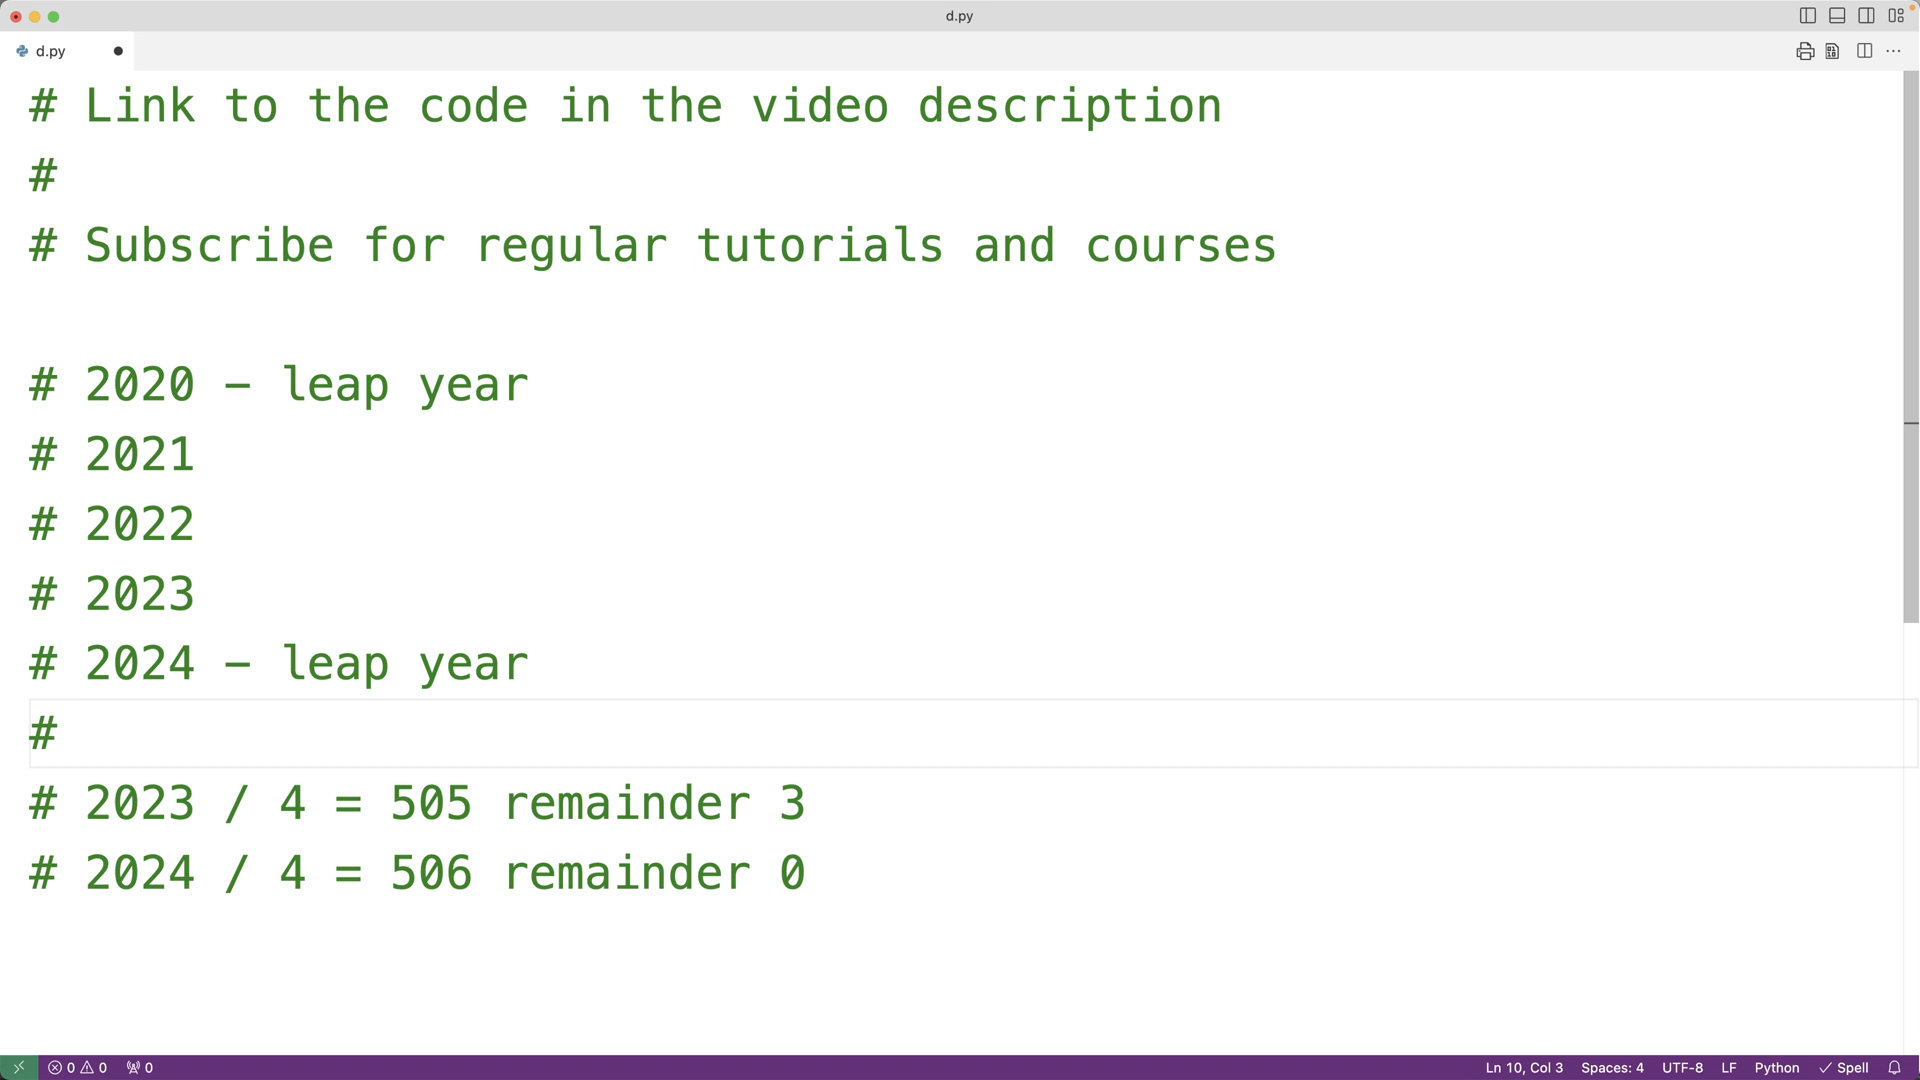 d.py
d.py
# Link to the code in the video description
#
# Subscribe for regular tutorials and courses
# 2020 - leap year
# 2021
# 2022
# 2023
# 2024 - leap year
#
# 2023 / 4 = 505 remainder 3
# 2024 / 4 = 506 remainder 0
0 0 0 Ln 10, Col 3 Spaces: 4 UTF-8 LF Python Spell